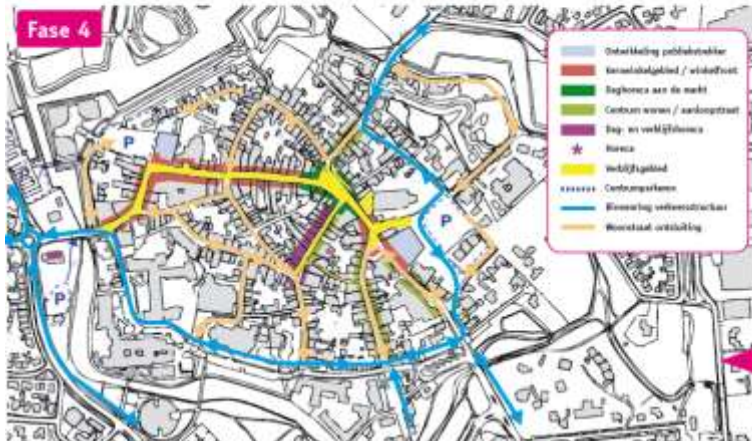 Fase 4
Ontwikkeling publiekstrekker
Kernwinkelgebied / winkelfront
Daghoreca aan de markt
Centrum wonen / aanloopstraat
Dag- en verblijfshoreca
Horeca
Verblijfsgebied
Centrumparkeren
verkeersstructuur
Woonstraat ontsluiting
P
P
P